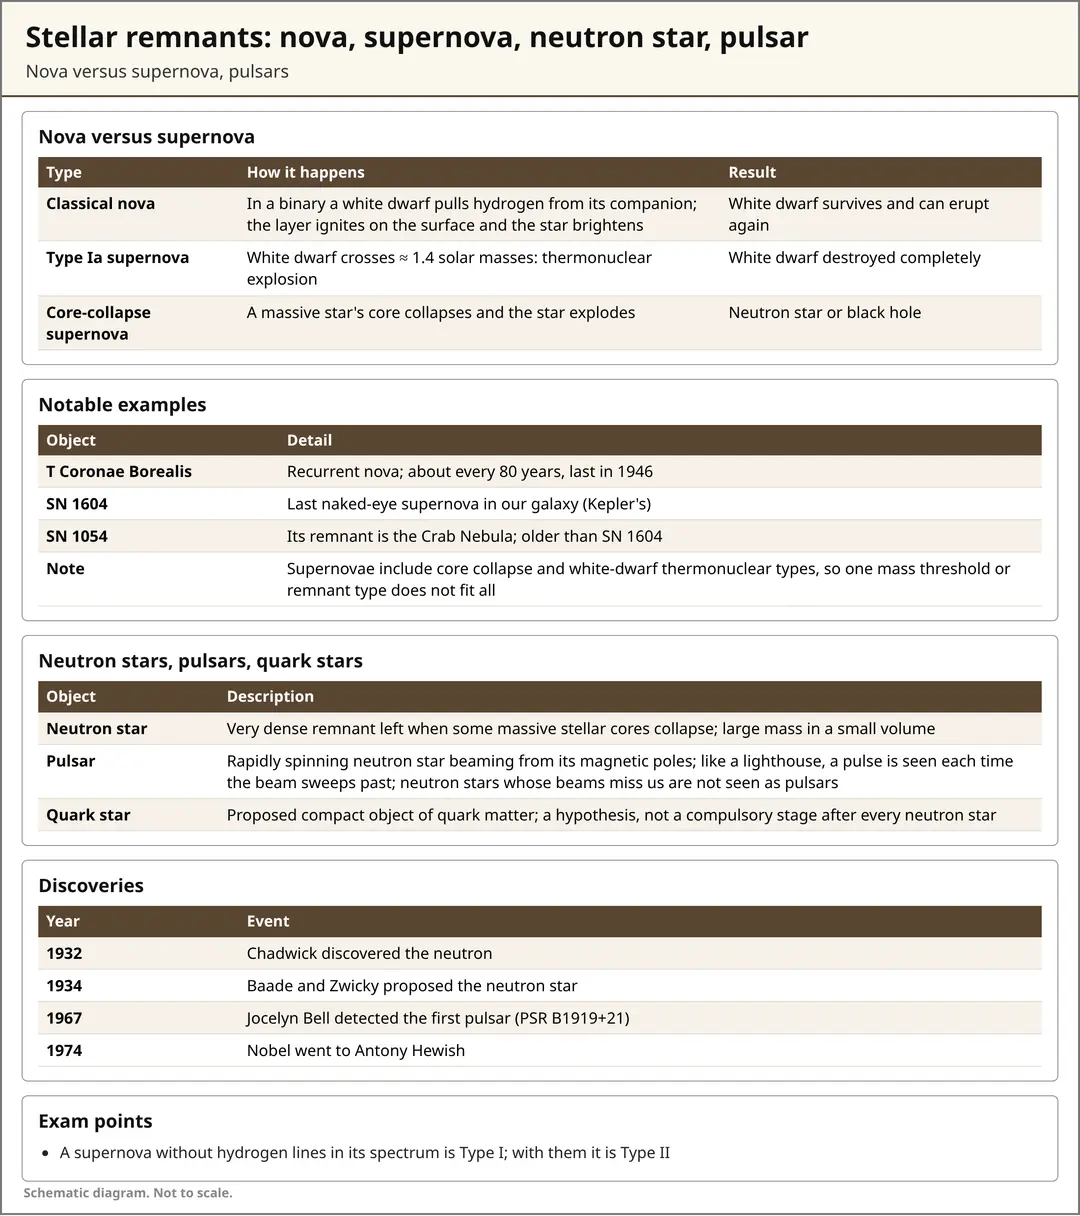 Stellar remnants: nova, supernova, neutron star, pulsar
Nova versus supernova, pulsars
Nova versus supernova
Type How it happens Result
Classical nova In a binary a white dwarf pulls hydrogen from its companion; White dwarf survives and can erupt
the layer ignites on the surface and the star brightens again
Type Ia supernova White dwarf crosses ≈ 1.4 solar masses: thermonuclear White dwarf destroyed completely
explosion
Core-collapse A massive star's core collapses and the star explodes Neutron star or black hole
supernova
Notable examples
Object Detail
T Coronae Borealis Recurrent nova; about every 80 years, last in 1946
SN 1604 Last naked-eye supernova in our galaxy (Kepler's)
SN 1054 Its remnant is the Crab Nebula; older than SN 1604
Note Supernovae include core collapse and white-dwarf thermonuclear types, so one mass threshold or
remnant type does not fit all
Neutron stars, pulsars, quark stars
Object Description
Neutron star Very dense remnant left when some massive stellar cores collapse; large mass in a small volume
Pulsar Rapidly spinning neutron star beaming from its magnetic poles; like a lighthouse, a pulse is seen each time
the beam sweeps past; neutron stars whose beams miss us are not seen as pulsars
Quark star Proposed compact object of quark matter; a hypothesis, not a compulsory stage after every neutron star
Discoveries
Year Event
1932 Chadwick discovered the neutron
1934 Baade and Zwicky proposed the neutron star
1967 Jocelyn Bell detected the first pulsar (PSR B1919+21)
1974 Nobel went to Antony Hewish
Exam points
• A supernova without hydrogen lines in its spectrum is Type I; with them it is Type II
Schematic diagram. Not to scale.